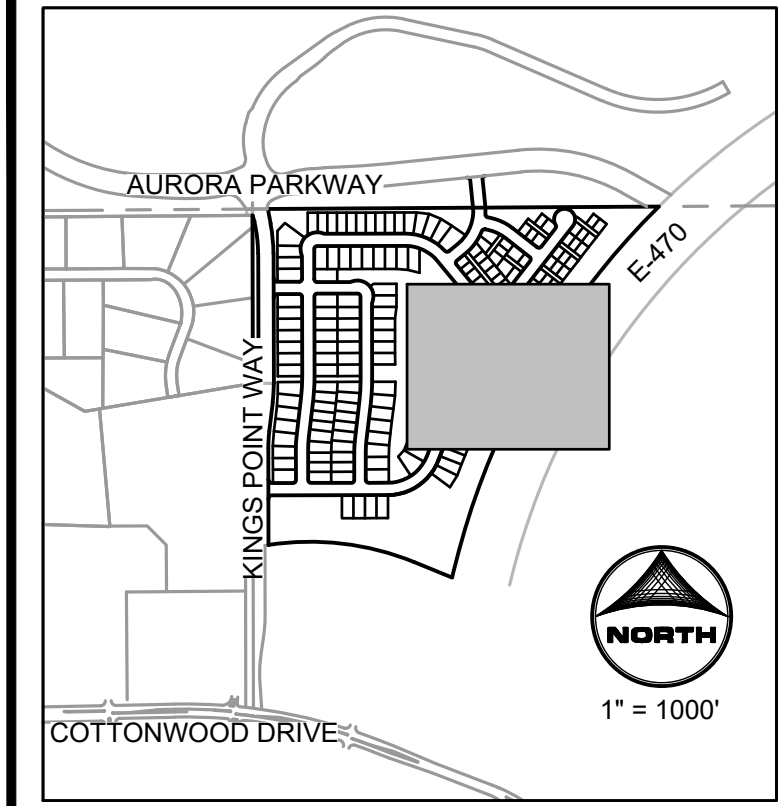 AURORA PARKWAY
E-470
KINGS POINT WAY
NORTH
1" = 1000'
COTTONWOOD DRIVE